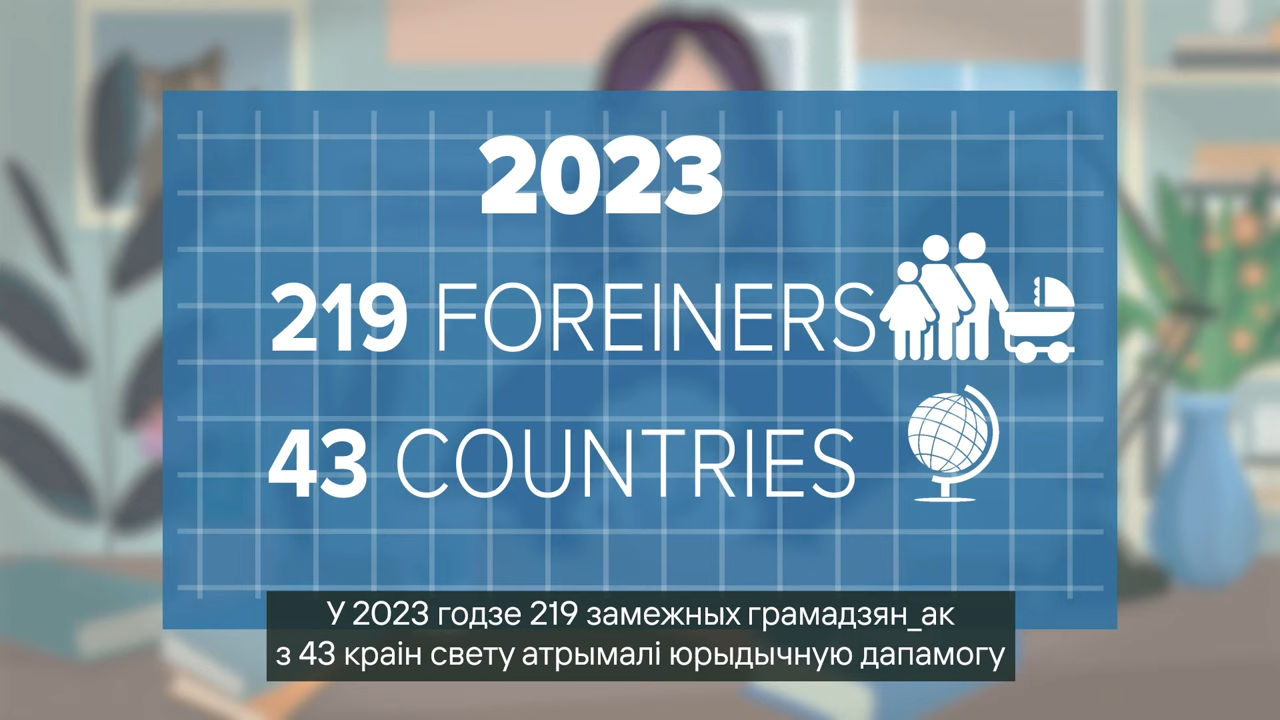 2023
219 FOREINERS
43 COUNTRIES
У 2023 годзе 219 замежных грамадзян_ак
з 43 краін свету атрымалі юрыдычную дапамогу